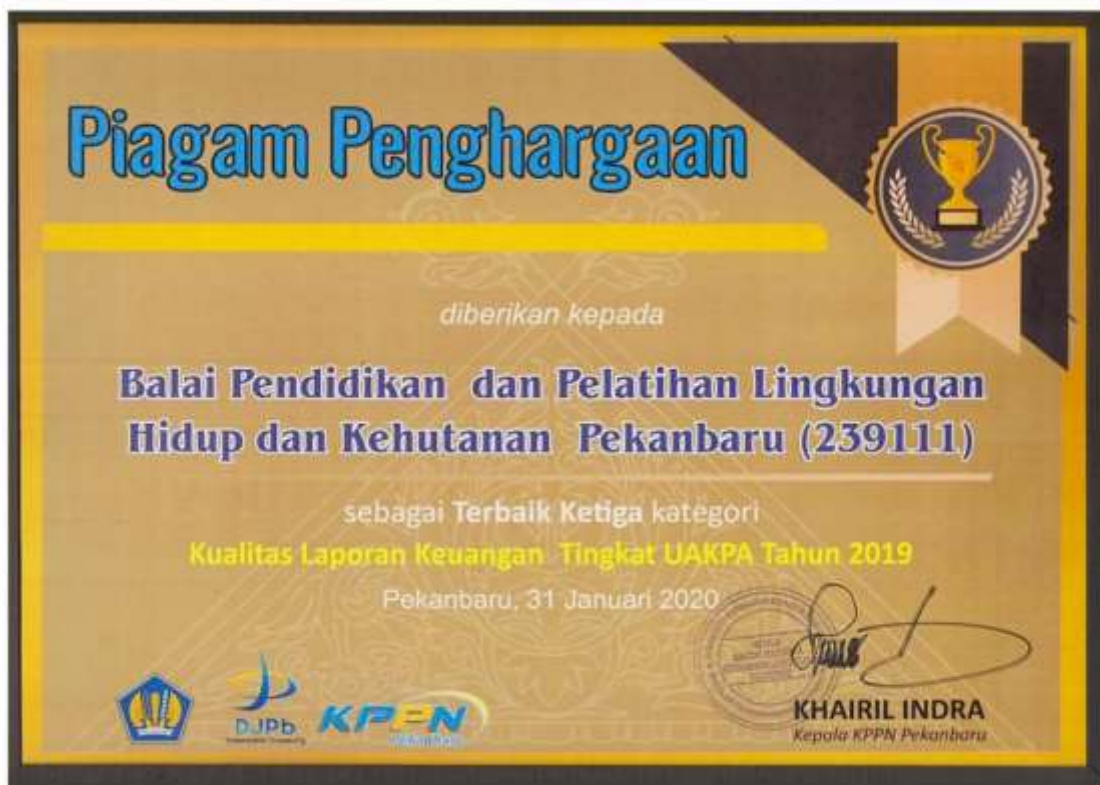 Piagam Penghargaan
diberikan kepada
Balai Pendidikan dan Pelatihan Lingkungan
Hidup dan Kehutanan Pekanbaru (239111)
sebagai Terbaik Ketiga kategori
Kualitas Laporan Keuangan Tingkat UAKPA Tahun 2019
Pekanbaru, 31 Januari 2020
DJPb
KPPN
Pekanbaru
KHAIRIL INDRA
Kepala KPPN Pekanbaru